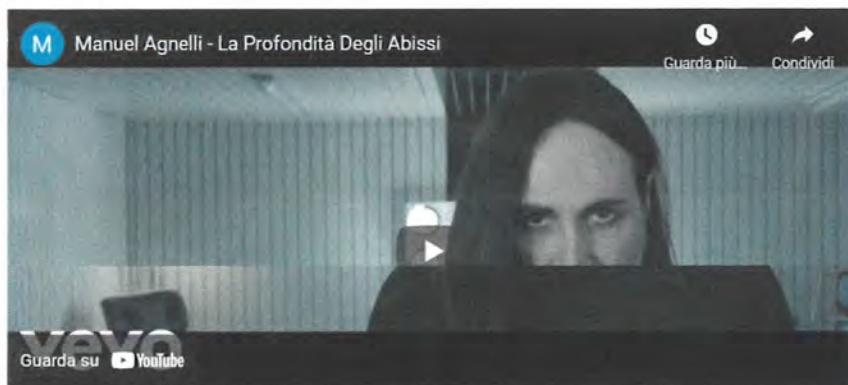 M Manuel Agnelli - La Profondità Degli Abissi
Guarda più...
Condividi
vevo
Guarda su YouTube